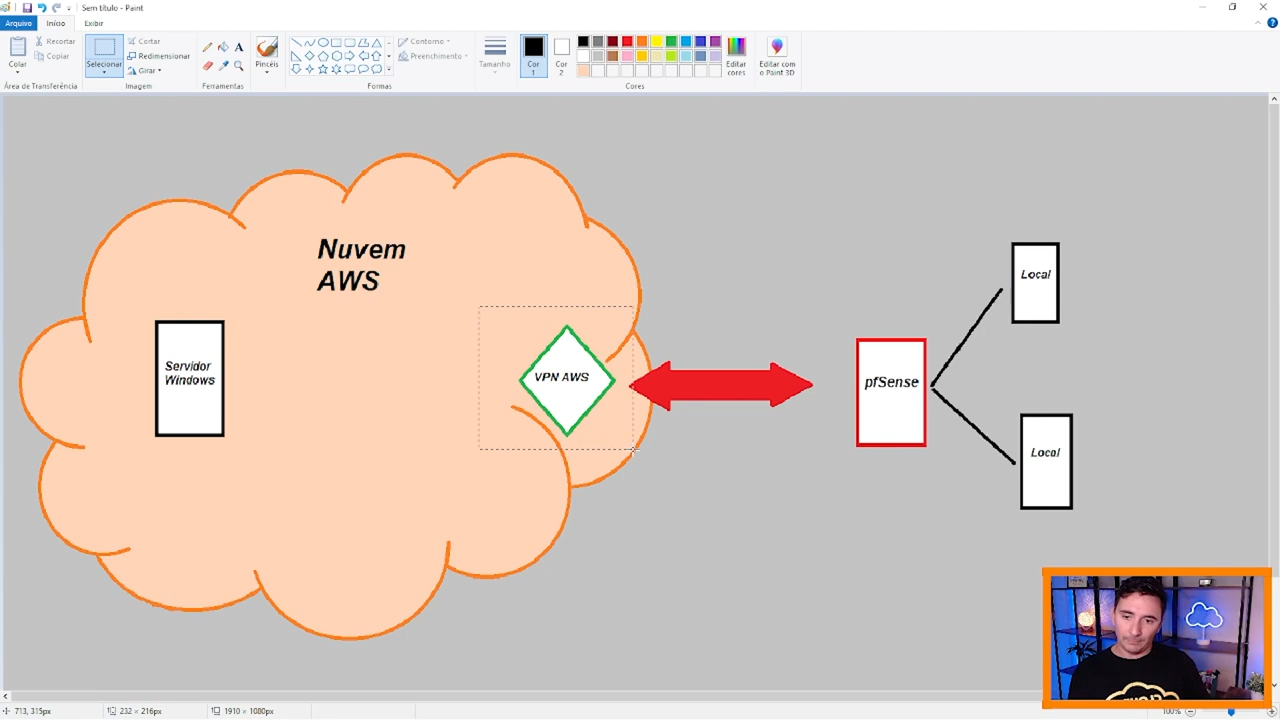 Sem título - Paint
Arquivo
Início
Exibir
Colar
Recortar
Copiar
Área de Transferência
Selecionar
Cortar
Redimensionar
Girar
Imagem
A
Ferramentas
Pincéis
Contorno
Preenchimento
Formas
Tamanho
Cor
1
Cor
2
Editar
cores
Editar com
o Paint 3D
Cores
Nuvem
AWS
Servidor
Windows
VPN AWS
pfSense
Local
Local
713, 315px
232 × 216px
1910 × 1080px
100%